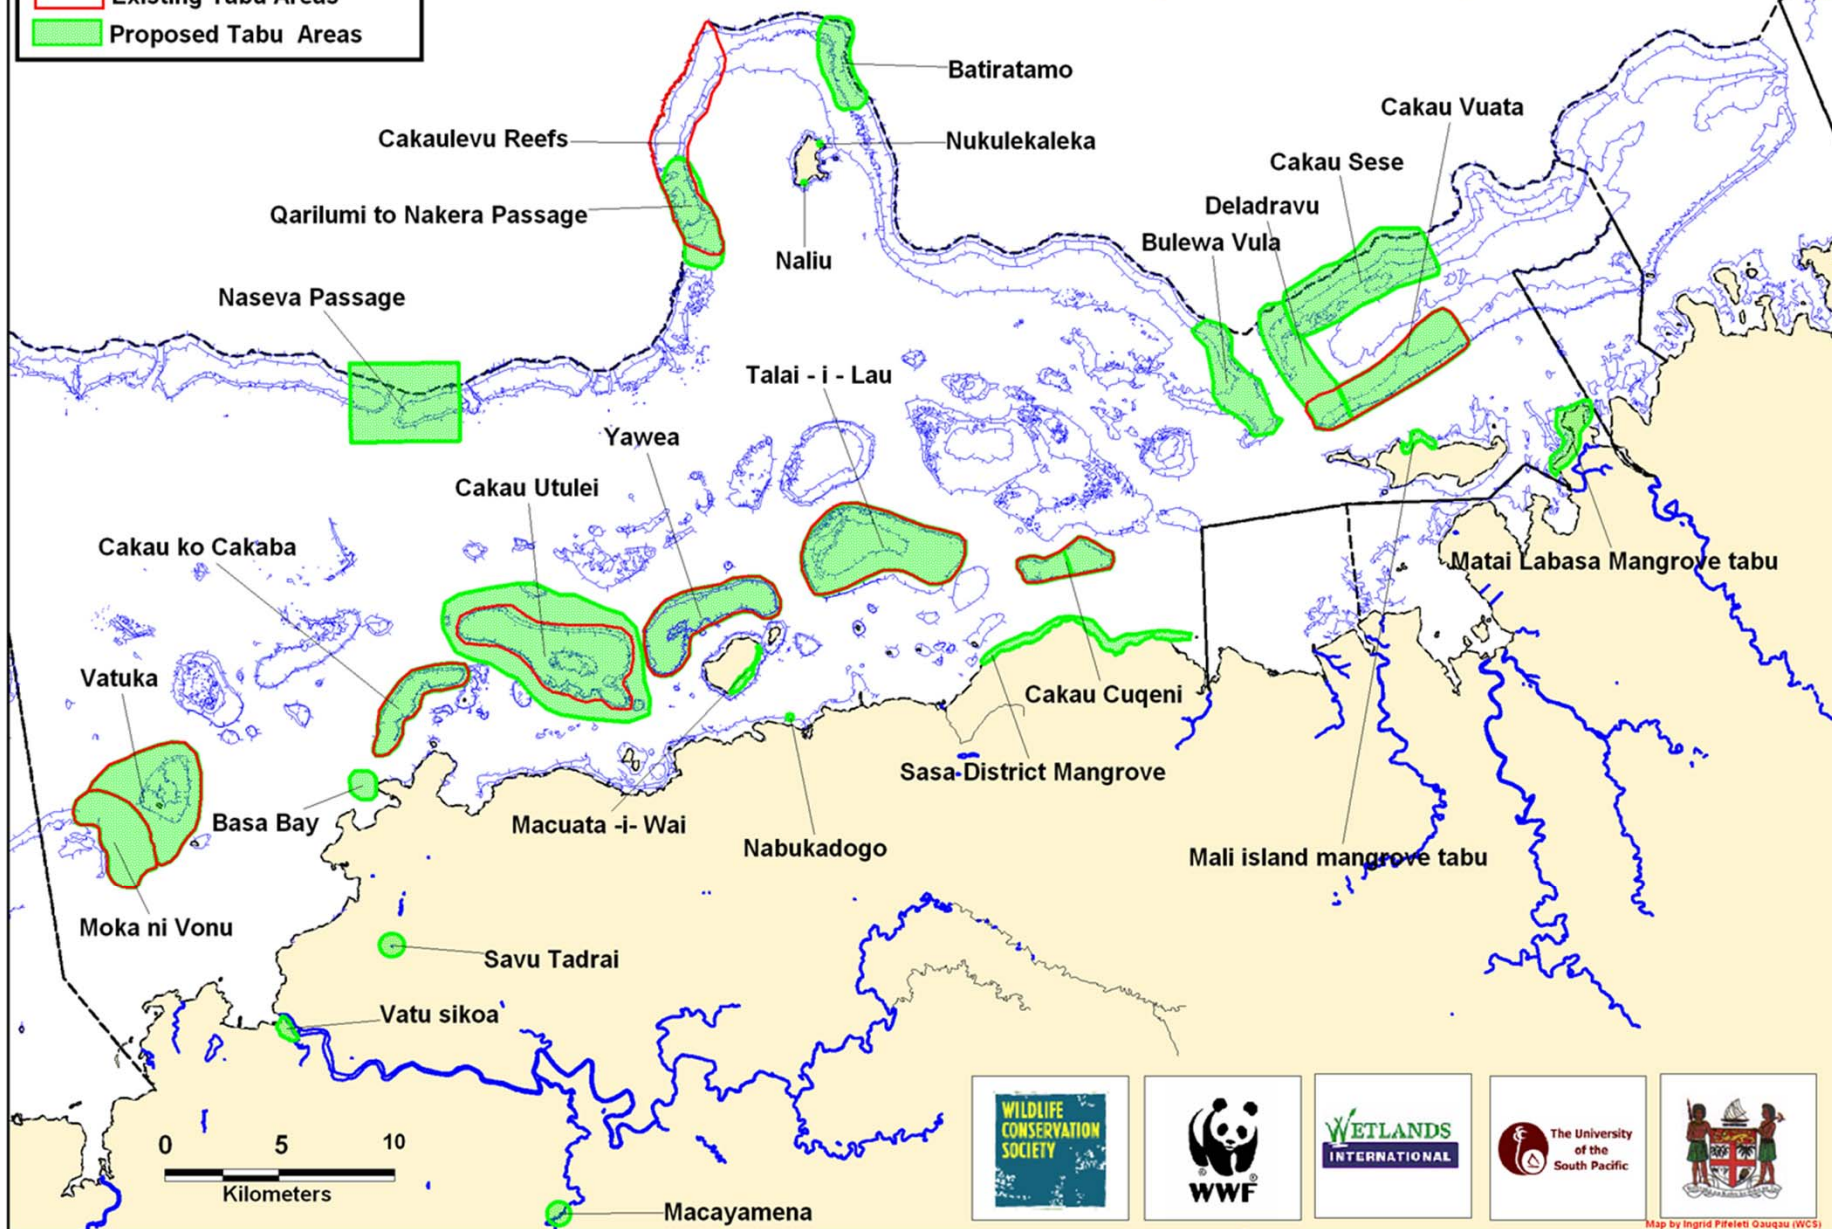 Existing Tabu Areas
Proposed Tabu Areas
Batiratamo
Cakau Vuata
Cakaulevu Reefs
Nukulekaleka
Cakau Sese
Qarilumi to Nakera Passage
Deladravu
Bulewa Vula
Naliu
Naseva Passage
Talai - i - Lau
Yawea
Cakau Utulei
Cakau ko Cakaba
Matai Labasa Mangrove tabu
Vatuka
Cakau Cuqeni
Sasa District Mangrove
Basa Bay
Macuata -i- Wai
Nabukadogo
Mali island mangrove tabu
Moka ni Vonu
Savu Tadrai
Vatu sikoa
0 5 10
Kilometers
Macayamena
WILDLIFE
CONSERVATION
SOCIETY
WWF
WETLANDS
INTERNATIONAL
The University
of the
South Pacific
Map by Ingrid Pifeleti Qauqau (WCS)